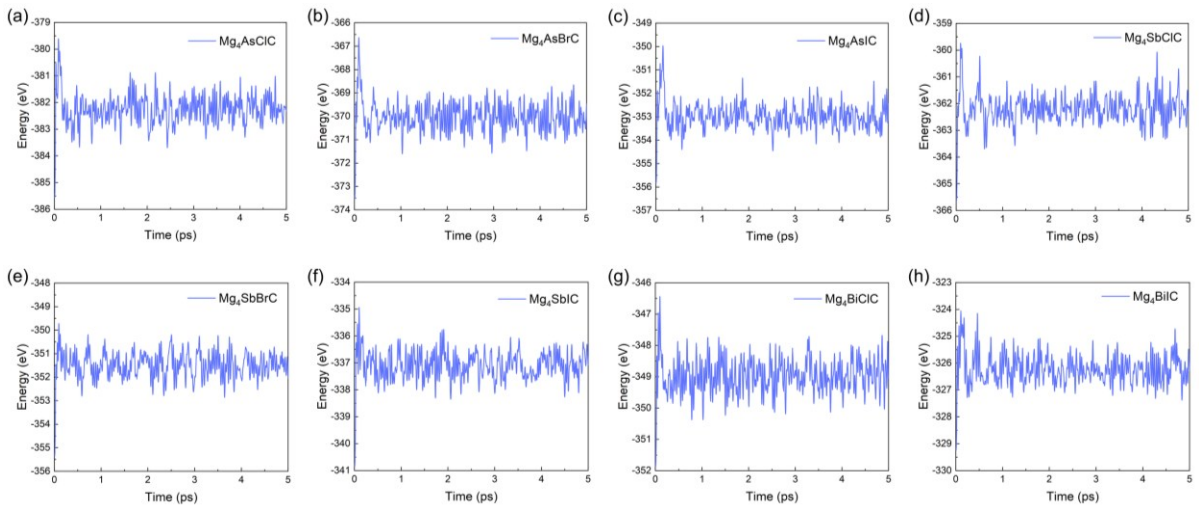 (a)
Mg₄AsClC
-379
-380
-381
-382
-383
-384
-385
-386
Energy (eV)
0 1 2 3 4 5
Time (ps)
(b)
Mg₄AsBrC
-366
-367
-368
-369
-370
-371
-372
-373
-374
Energy (eV)
0 1 2 3 4 5
Time (ps)
(c)
Mg₄AsIC
-349
-350
-351
-352
-353
-354
-355
-356
-357
Energy (eV)
0 1 2 3 4 5
Time (ps)
(d)
Mg₄SbClC
-359
-360
-361
-362
-363
-364
-365
-366
Energy (eV)
0 1 2 3 4 5
Time (ps)
(e)
Mg₄SbBrC
-348
-349
-350
-351
-352
-353
-354
-355
-356
Energy (eV)
0 1 2 3 4 5
Time (ps)
(f)
Mg₄SbIC
-334
-335
-336
-337
-338
-339
-340
-341
Energy (eV)
0 1 2 3 4 5
Time (ps)
(g)
Mg₄BiClC
-346
-347
-348
-349
-350
-351
-352
Energy (eV)
0 1 2 3 4 5
Time (ps)
(h)
Mg₄BiIC
-323
-324
-325
-326
-327
-328
-329
-330
Energy (eV)
0 1 2 3 4 5
Time (ps)